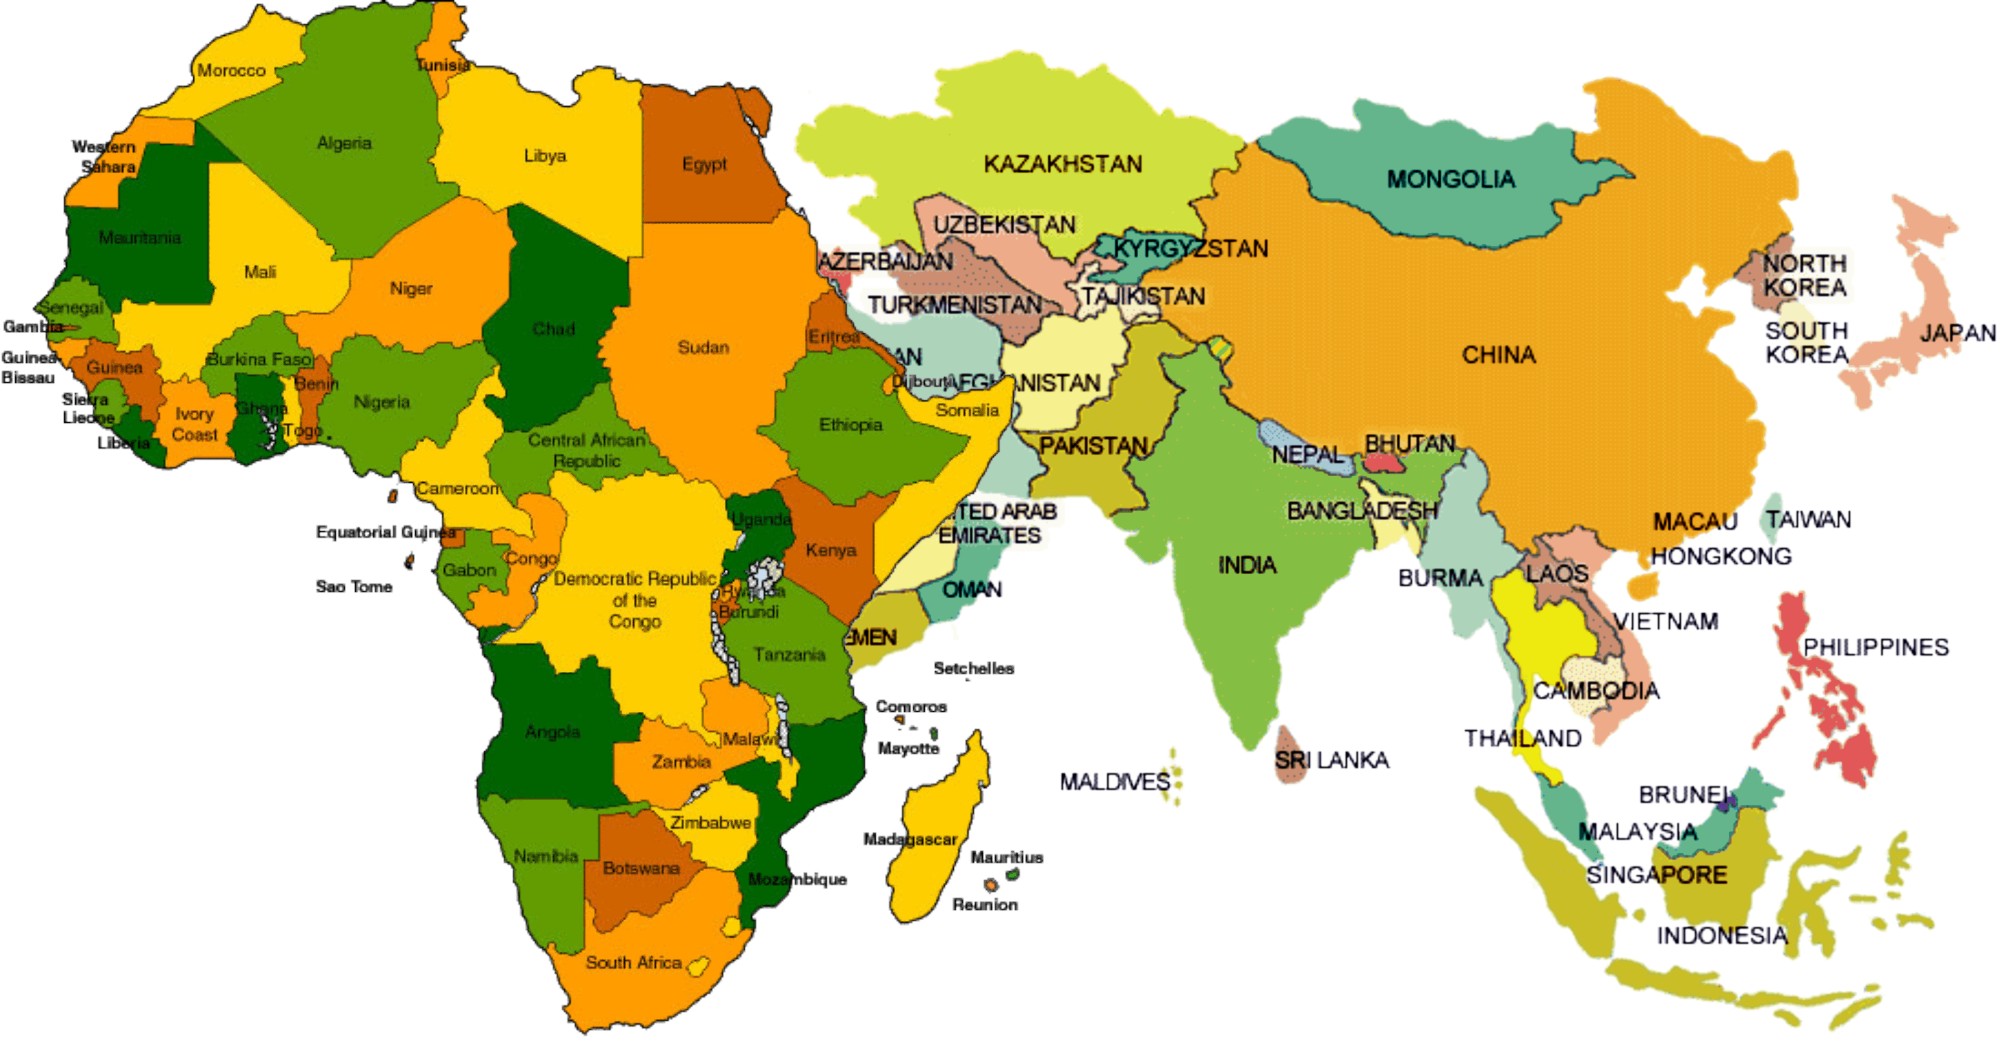 Morocco
Tunisia
Algeria
Libya
Egypt
Western
Sahara
Mauritania
Mali
Niger
Chad
Sudan
Eritrea
Djibouti
Senegal
Gambia
Guinea-
Bissau
Guinea
Burkina Faso
Benin
Sierra
Lieone
Liberia
Ivory
Coast
Ghana
Togo
Nigeria
Cameroon
Central African
Republic
Ethiopia
Somalia
Equatorial Guinea
Sao Tome
Gabon
Congo
Democratic Republic
of the
Congo
Uganda
Kenya
Rwanda
Burundi
Tanzania
Angola
Zambia
Malawi
Zimbabwe
Mozambique
Namibia
Botswana
South Africa
Madagascar
Setchelles
Comoros
Mayotte
Mauritius
Reunion
KAZAKHSTAN
UZBEKISTAN
KYRGYZSTAN
AZERBAIJAN
TURKMENISTAN
TAJIKISTAN
AN
AFGHANISTAN
PAKISTAN
TED ARAB
EMIRATES
OMAN
EMEN
MONGOLIA
CHINA
NORTH
KOREA
SOUTH
KOREA
JAPAN
NEPAL
BHUTAN
BANGLADESH
INDIA
SRI LANKA
MALDIVES
BURMA
LAOS
VIETNAM
CAMBODIA
THAILAND
MACAU
HONGKONG
TAIWAN
PHILIPPINES
BRUNEI
MALAYSIA
SINGAPORE
INDONESIA